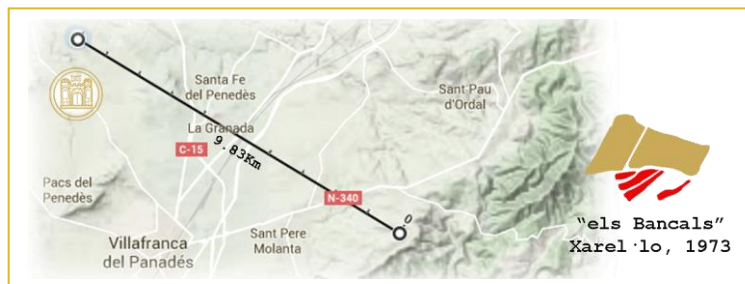 Santa Fe
del Penedès
Sant Pau
d'Ordal
La Granada
C-15
9.83Km
Pacs del
Penedès
N-340
0
Sant Pere
Molanta
Villafranca
del Panadés
"els Bancals"
Xarel·lo, 1973